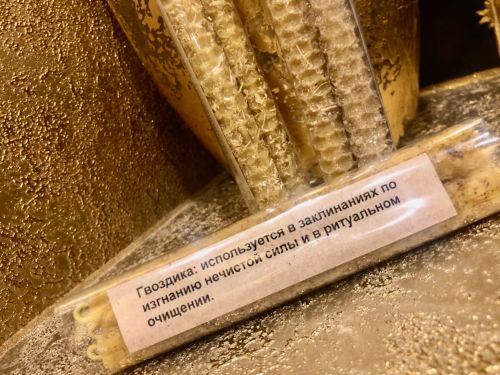 Гвоздика: используется в заклинаниях по
изгнанию нечистой силы и в ритуальном
очищении.